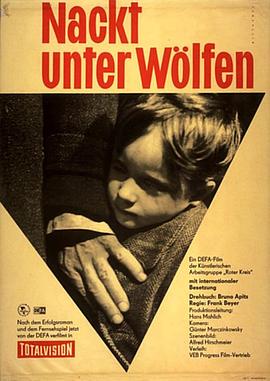 Nackt
unter Wölfen
Ein DEFA-Film
der Künstlerischen
Arbeitsgruppe „Roter Kreis"
mit internationaler
Besetzung
Drehbuch: Bruno Apitz
Regie: Frank Beyer
Produktionsleitung:
Hans Mahlich
Kamera:
Günter Marczinkowsky
Szenenbild:
Alfred Hirschmeier
Verleih:
VEB Progress Film-Vertrieb
DEFA
Nach dem Erfolgsroman
und dem Fernsehspiel jetzt
von der DEFA verfilmt in
TOTALVISION